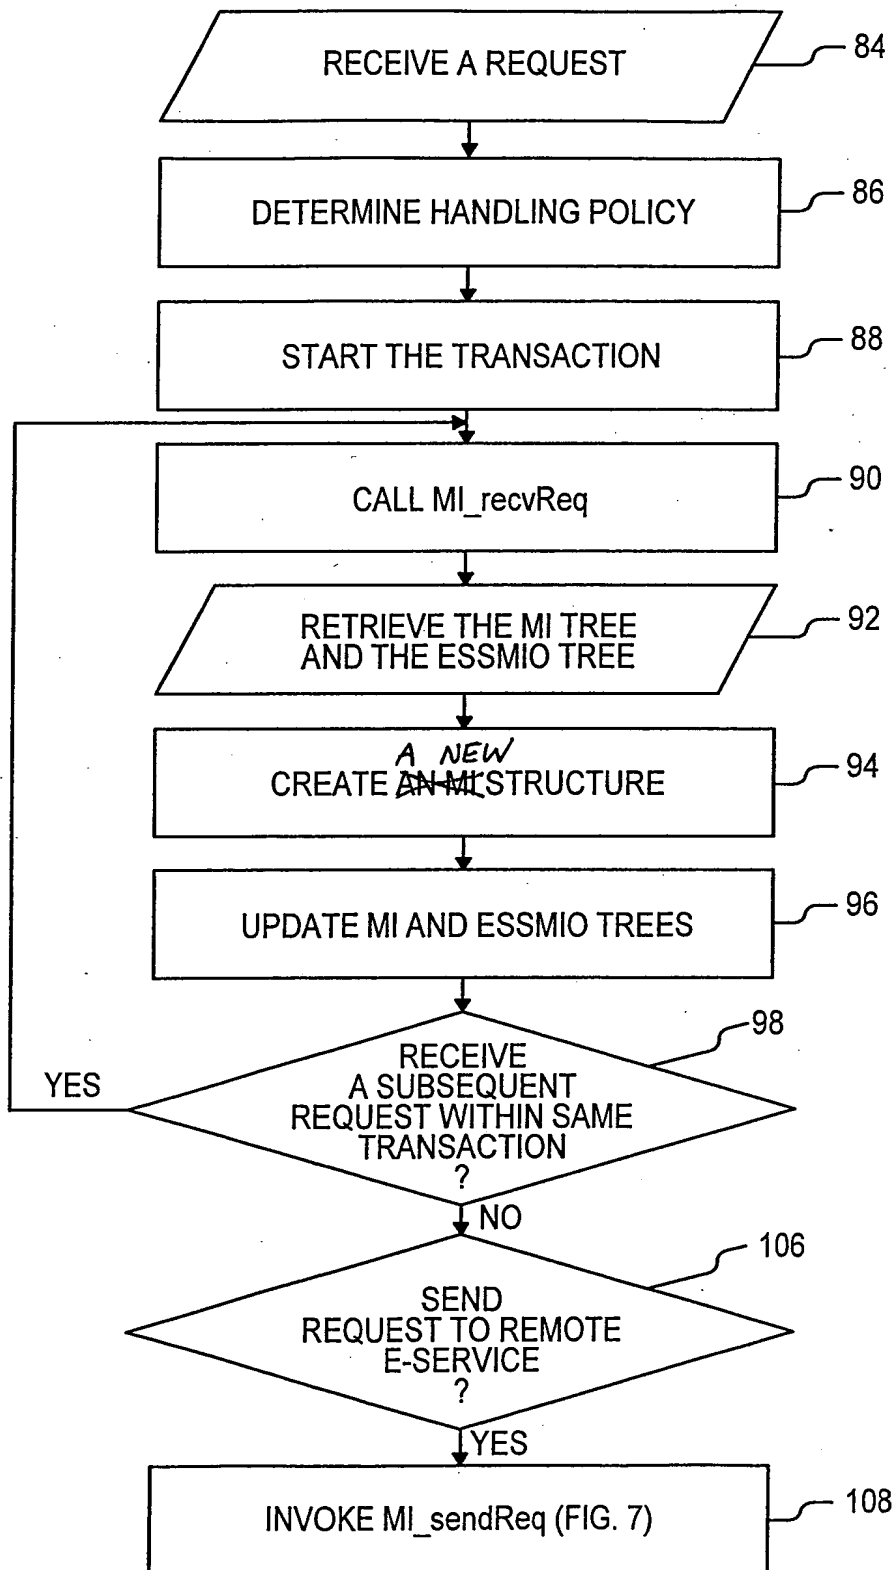 RECEIVE A REQUEST
84
DETERMINE HANDLING POLICY
86
START THE TRANSACTION
88
CALL MI_recvReq
90
RETRIEVE THE MI TREE
AND THE ESSMIO TREE
92
A NEW
CREATE AN MI STRUCTURE
94
UPDATE MI AND ESSMIO TREES
96
RECEIVE
A SUBSEQUENT
REQUEST WITHIN SAME
TRANSACTION
?
98
YES
NO
SEND
REQUEST TO REMOTE
E-SERVICE
?
106
YES
INVOKE MI_sendReq (FIG. 7)
108